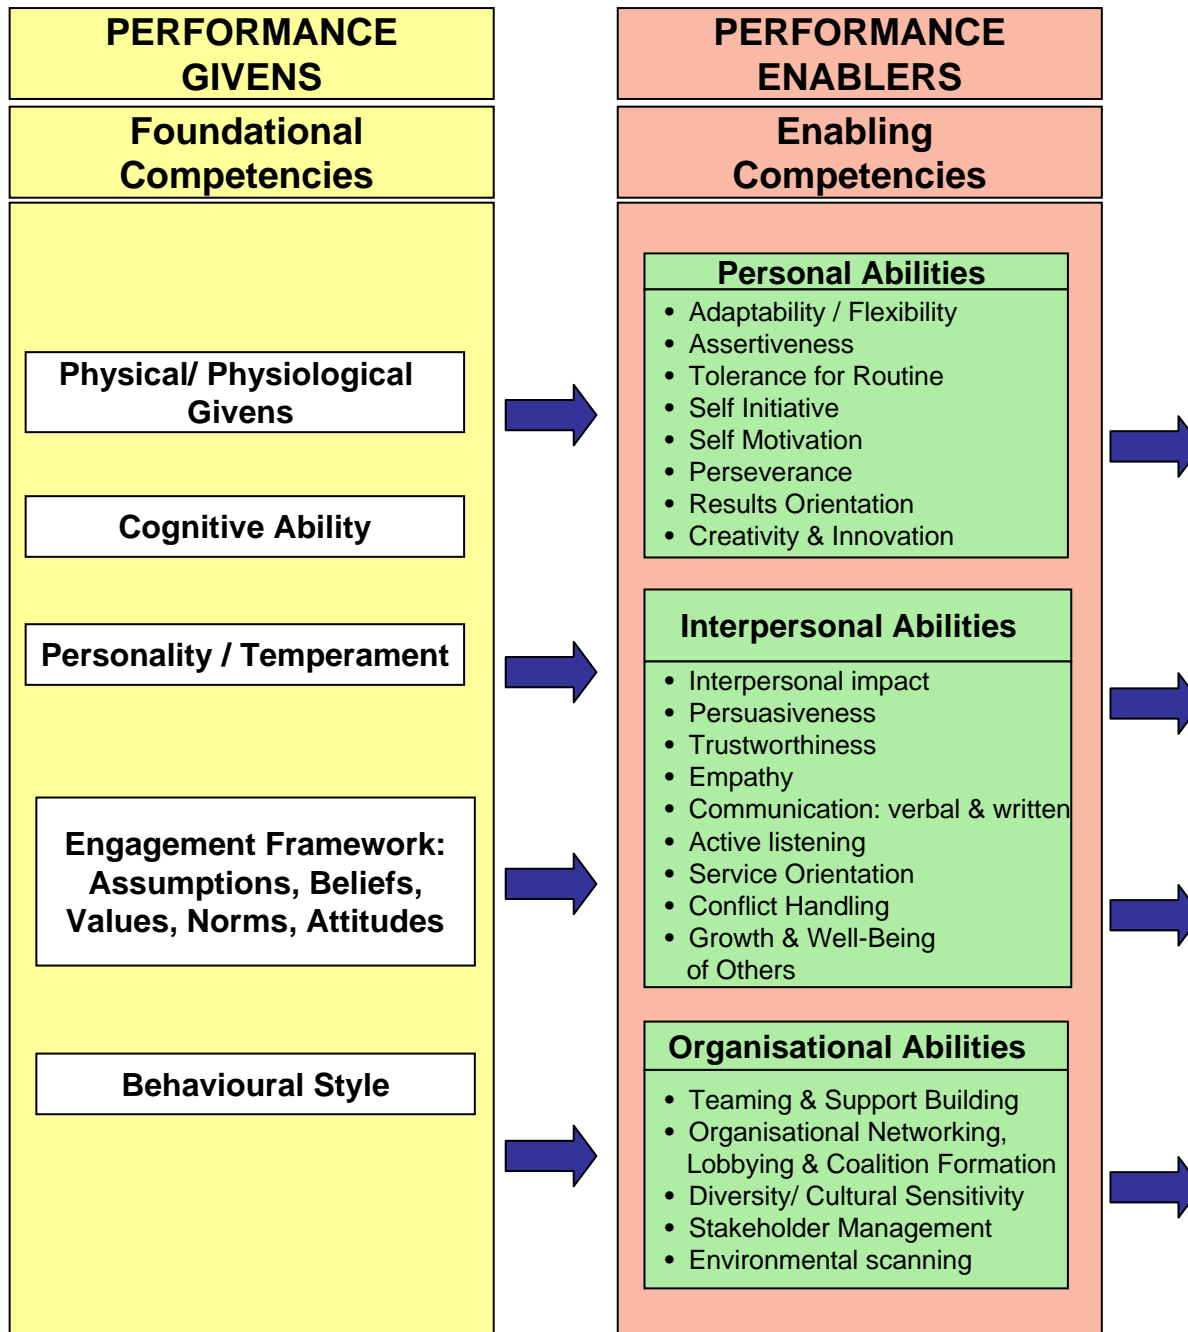 PERFORMANCE
GIVENS
Foundational
Competencies
Physical/ Physiological
Givens
Cognitive Ability
Personality / Temperament
Engagement Framework:
Assumptions, Beliefs,
Values, Norms, Attitudes
Behavioural Style
PERFORMANCE
ENABLERS
Enabling
Competencies
Personal Abilities
• Adaptability / Flexibility
• Assertiveness
• Tolerance for Routine
• Self Initiative
• Self Motivation
• Perseverance
• Results Orientation
• Creativity & Innovation
Interpersonal Abilities
• Interpersonal impact
• Persuasiveness
• Trustworthiness
• Empathy
• Communication: verbal & written
• Active listening
• Service Orientation
• Conflict Handling
• Growth & Well-Being
of Others
Organisational Abilities
• Teaming & Support Building
• Organisational Networking,
Lobbying & Coalition Formation
• Diversity/ Cultural Sensitivity
• Stakeholder Management
• Environmental scanning